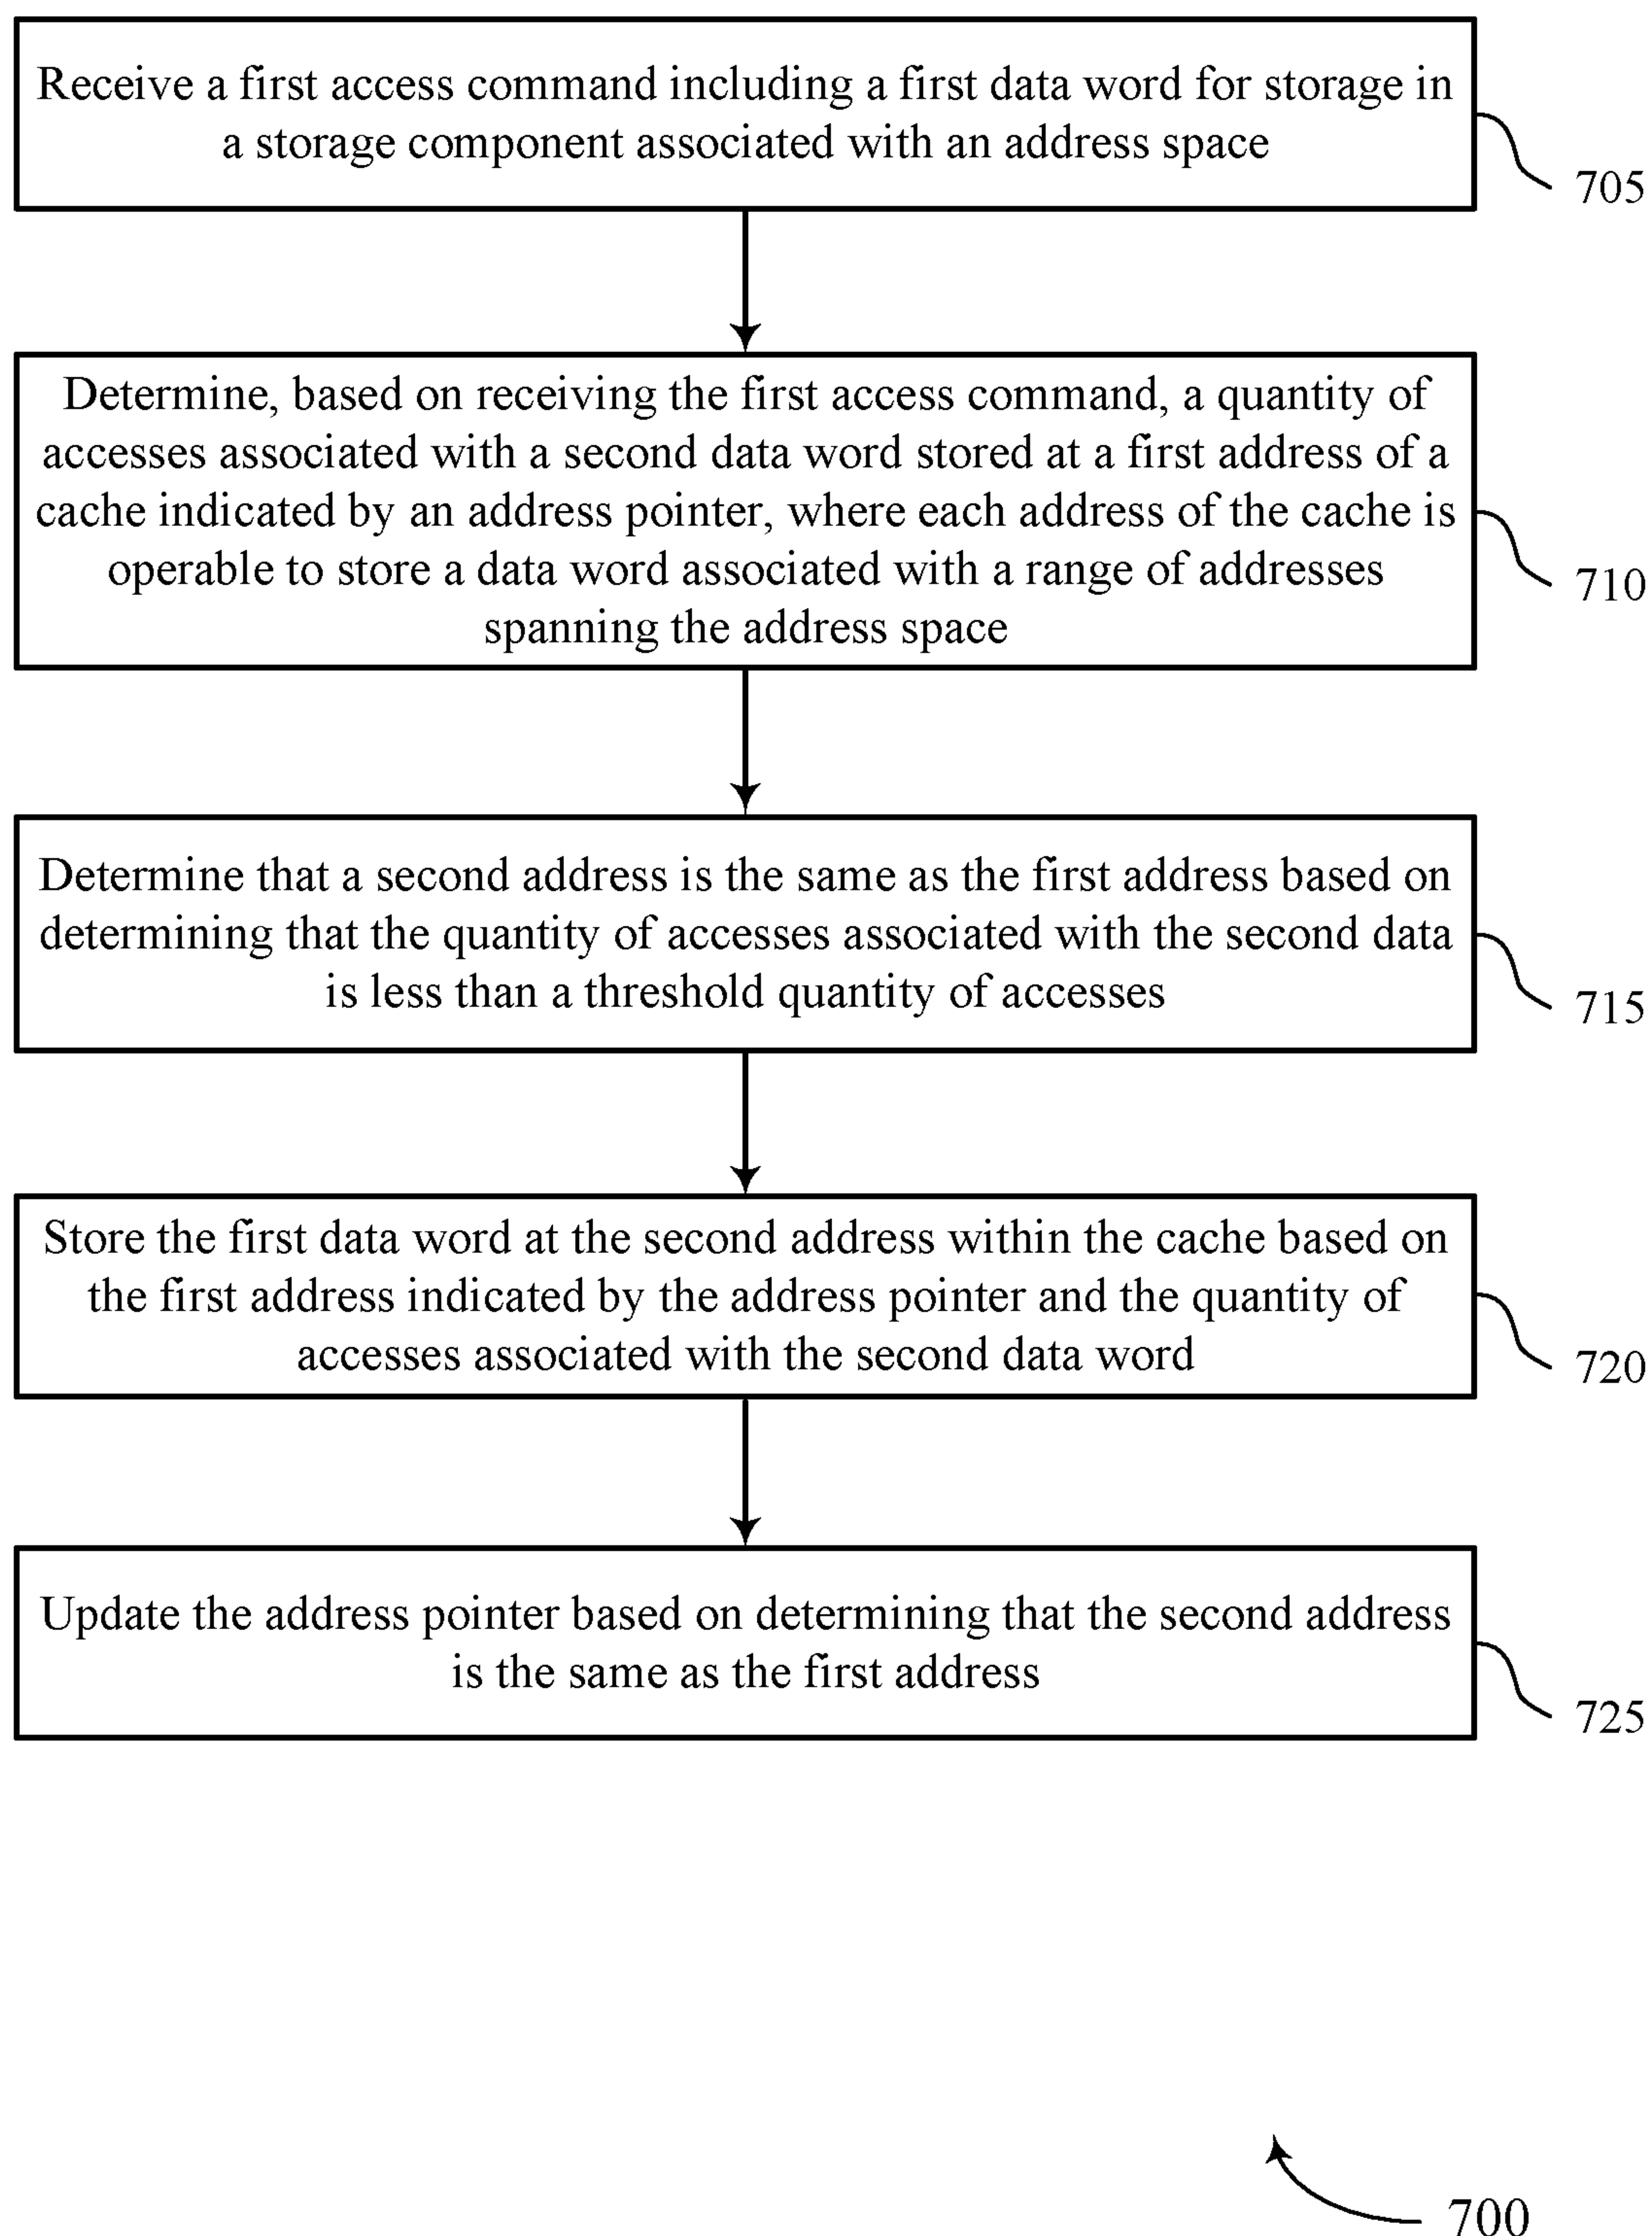 Receive a first access command including a first data word for storage in
a storage component associated with an address space
705
Determine, based on receiving the first access command, a quantity of
accesses associated with a second data word stored at a first address of a
cache indicated by an address pointer, where each address of the cache is
operable to store a data word associated with a range of addresses
spanning the address space
710
Determine that a second address is the same as the first address based on
determining that the quantity of accesses associated with the second data
is less than a threshold quantity of accesses
715
Store the first data word at the second address within the cache based on
the first address indicated by the address pointer and the quantity of
accesses associated with the second data word
720
Update the address pointer based on determining that the second address
is the same as the first address
725
700